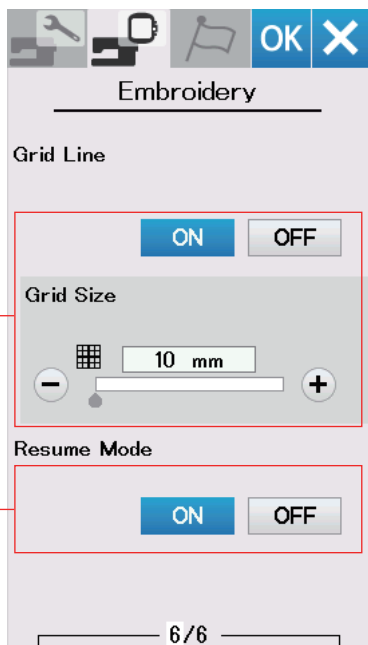 OK
Embroidery
Grid Line
ON OFF
Grid Size
10 mm
Resume Mode
ON OFF
6/6